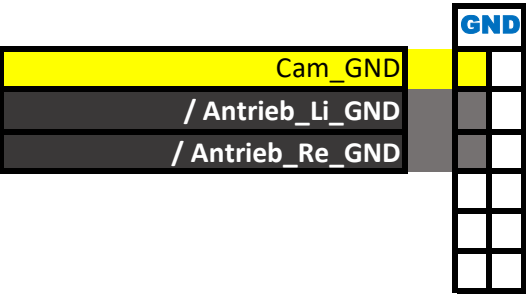 GND
Cam_GND
/ Antrieb_Li_GND
/ Antrieb_Re_GND